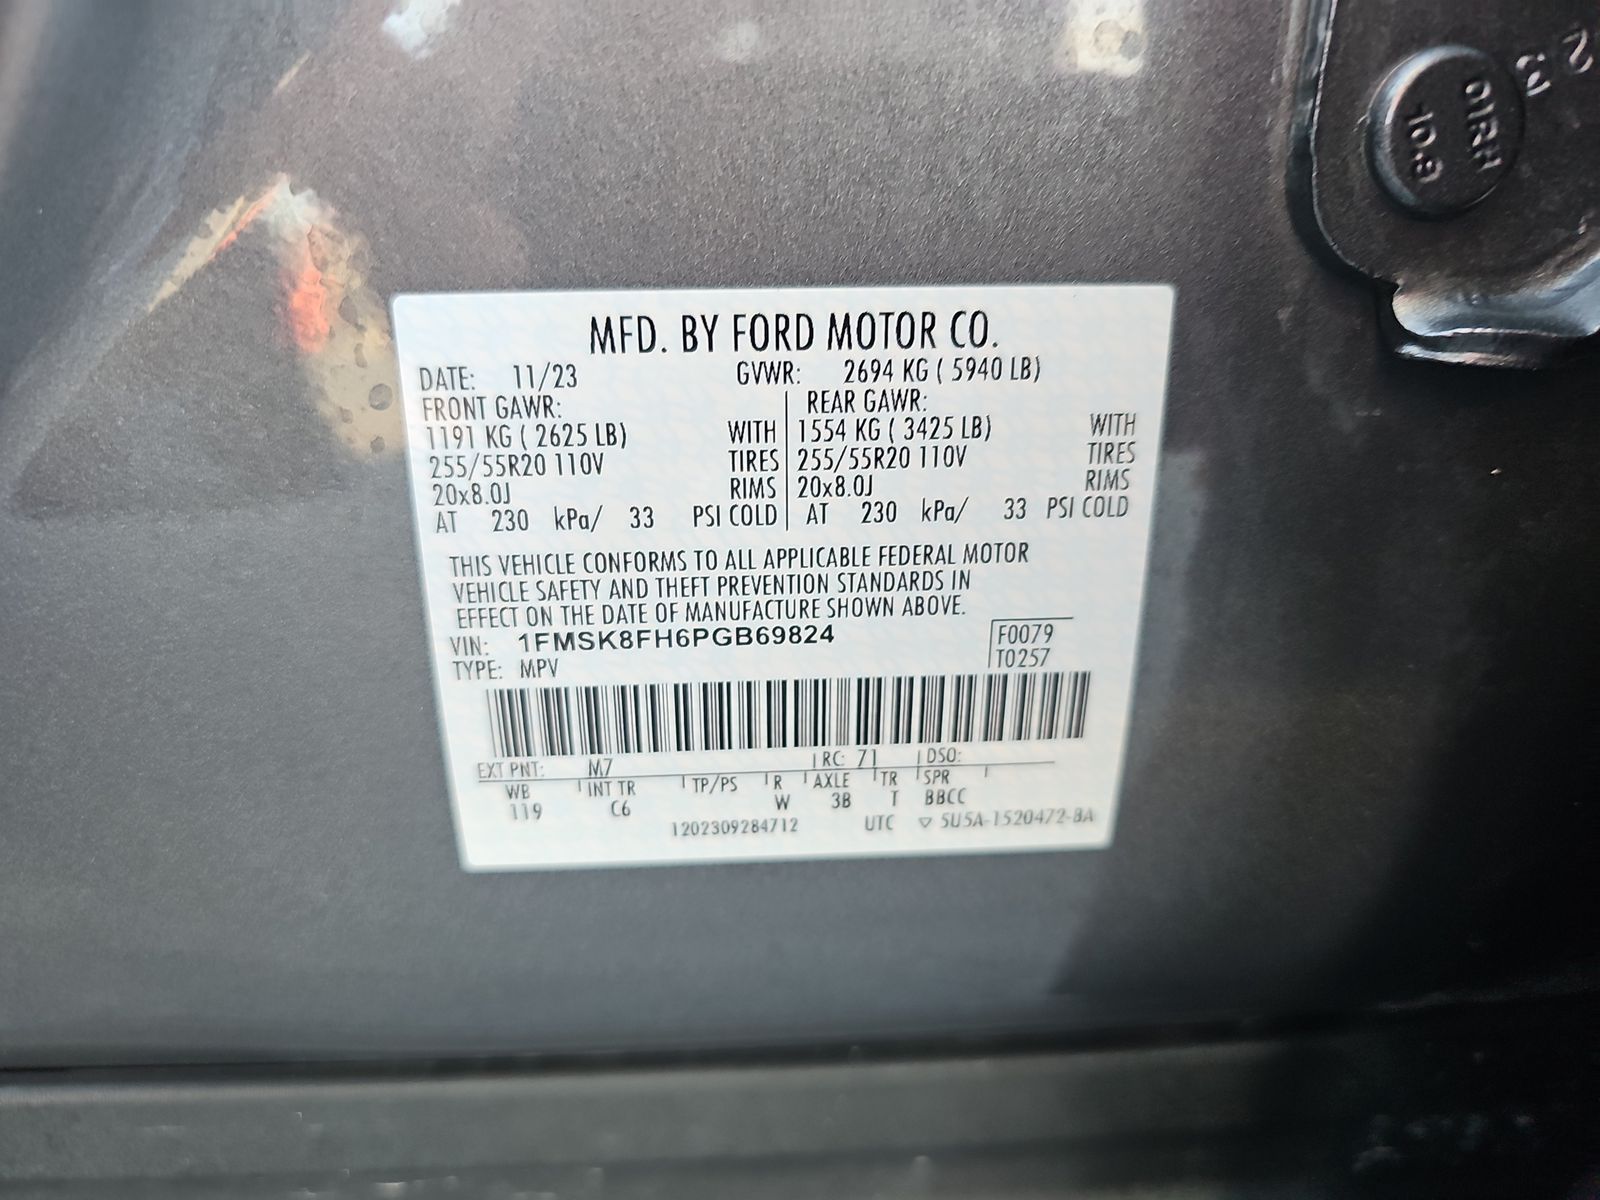 MFD. BY FORD MOTOR CO.
DATE: 11/23 GVWR: 2694 KG ( 5940 LB)
FRONT GAWR: REAR GAWR:
1191 KG ( 2625 LB) WITH 1554 KG ( 3425 LB) WITH
255/55R20 110V TIRES 255/55R20 110V TIRES
20x8.0J RIMS 20x8.0J RIMS
AT 230 kPa/ 33 PSI COLD AT 230 kPa/ 33 PSI COLD
THIS VEHICLE CONFORMS TO ALL APPLICABLE FEDERAL MOTOR
VEHICLE SAFETY AND THEFT PREVENTION STANDARDS IN
EFFECT ON THE DATE OF MANUFACTURE SHOWN ABOVE.
VIN: 1FMSK8FH6PGB69824 F0079
TYPE: MPV T0257
EXT PNT: M7 RC: 71 DSO:
WB INT TR TP/PS R AXLE TR SPR
119 C6 W 3B T BBCC
1202309284712 UTC ▽ 5U5A-1520472-BA
10.9